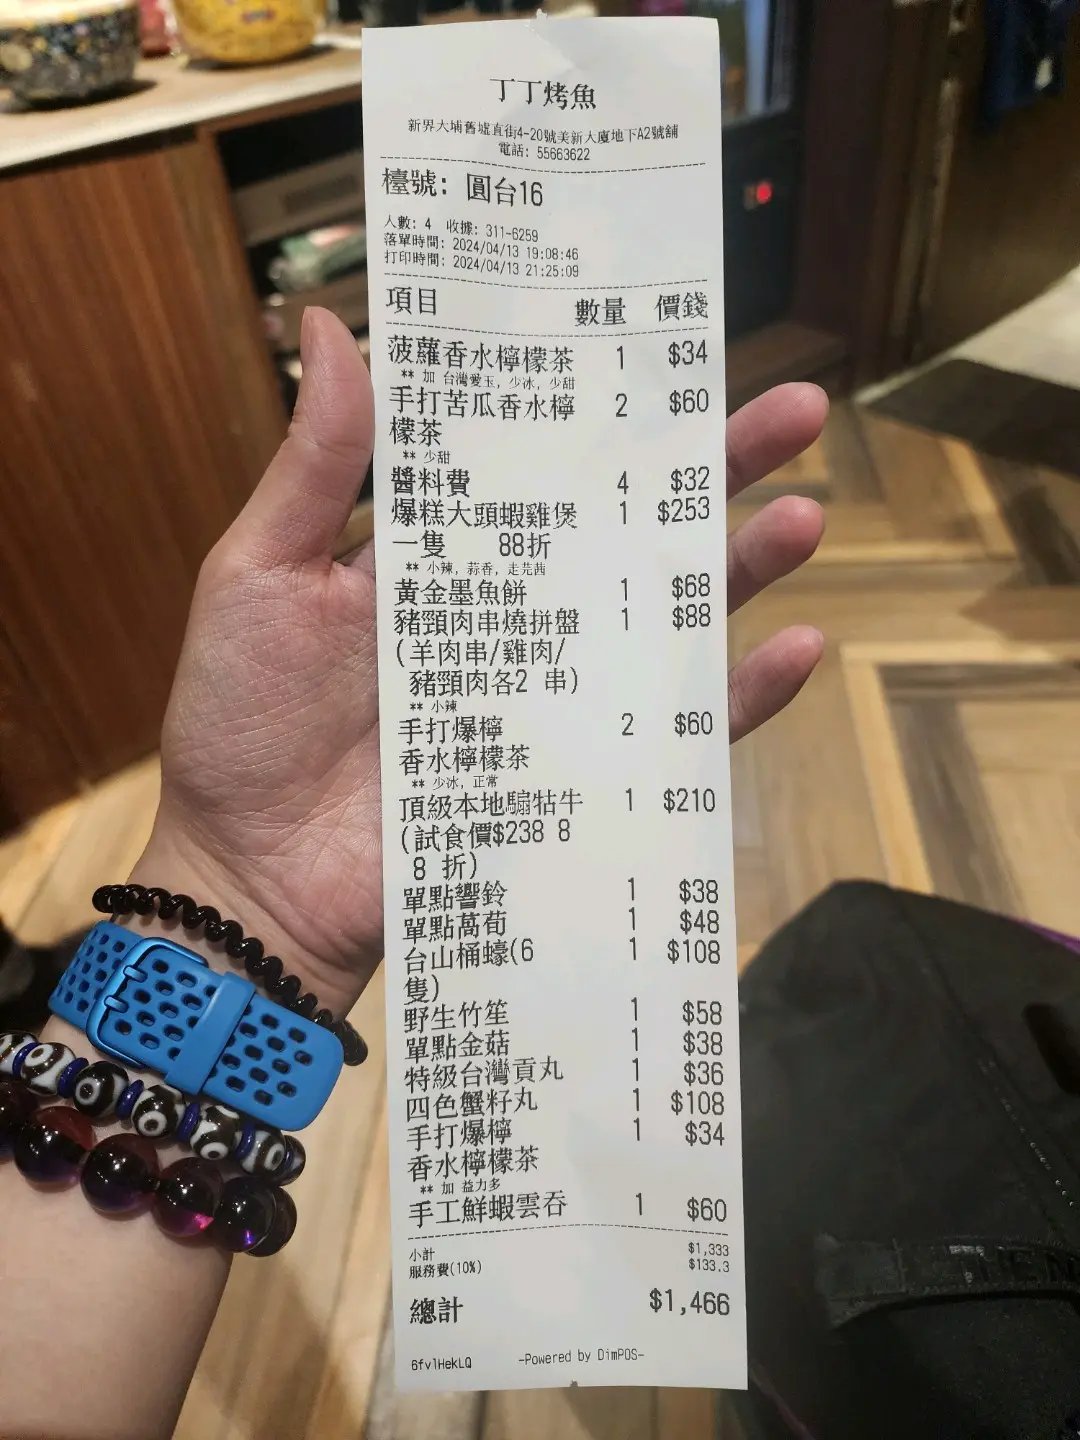 丁丁烤魚
新界大埔舊墟直街4-20號美新大廈地下A2號舖
電話: 55663622
檯號: 圓台16
人數: 4 收據: 311-6259
落單時間: 2024/04/13 19:08:46
打印時間: 2024/04/13 21:25:09
項目 數量 價錢
菠蘿香水檸檬茶 1 $34
** 加 台灣愛玉, 少冰, 少甜
手打苦瓜香水檸 2 $60
檬茶
** 少甜
醬料費 4 $32
爆糕大頭蝦雞煲 1 $253
一隻 88折
** 小辣, 蒜香, 走芫茜
黃金墨魚餅 1 $68
豬頸肉串燒拼盤 1 $88
(羊肉串/雞肉/
豬頸肉各2 串)
** 小辣
手打爆檸 2 $60
香水檸檬茶
** 少冰, 正常
頂級本地騸牯牛 1 $210
(試食價$238 8
8 折)
單點響鈴 1 $38
單點萵荀 1 $48
台山桶蠔(6 1 $108
隻)
野生竹笙 1 $58
單點金菇 1 $38
特級台灣貢丸 1 $36
四色蟹籽丸 1 $108
手打爆檸 1 $34
香水檸檬茶
** 加 益力多
手工鮮蝦雲吞 1 $60
小計 $1,333
服務費(10%) $133.3
總計 $1,466
6fvlHekLQ -Powered by DimPOS-